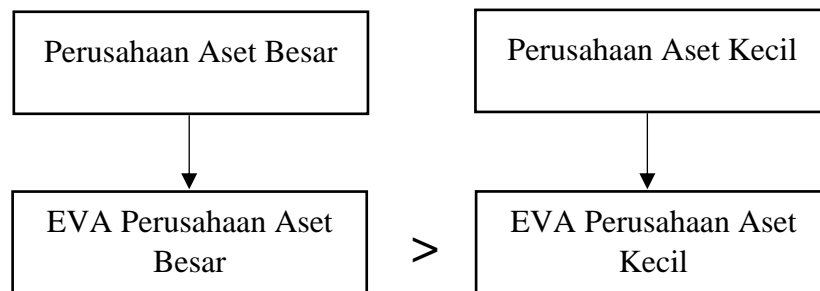 Perusahaan Aset Besar
Perusahaan Aset Kecil
EVA Perusahaan Aset
Besar
>
EVA Perusahaan Aset
Kecil